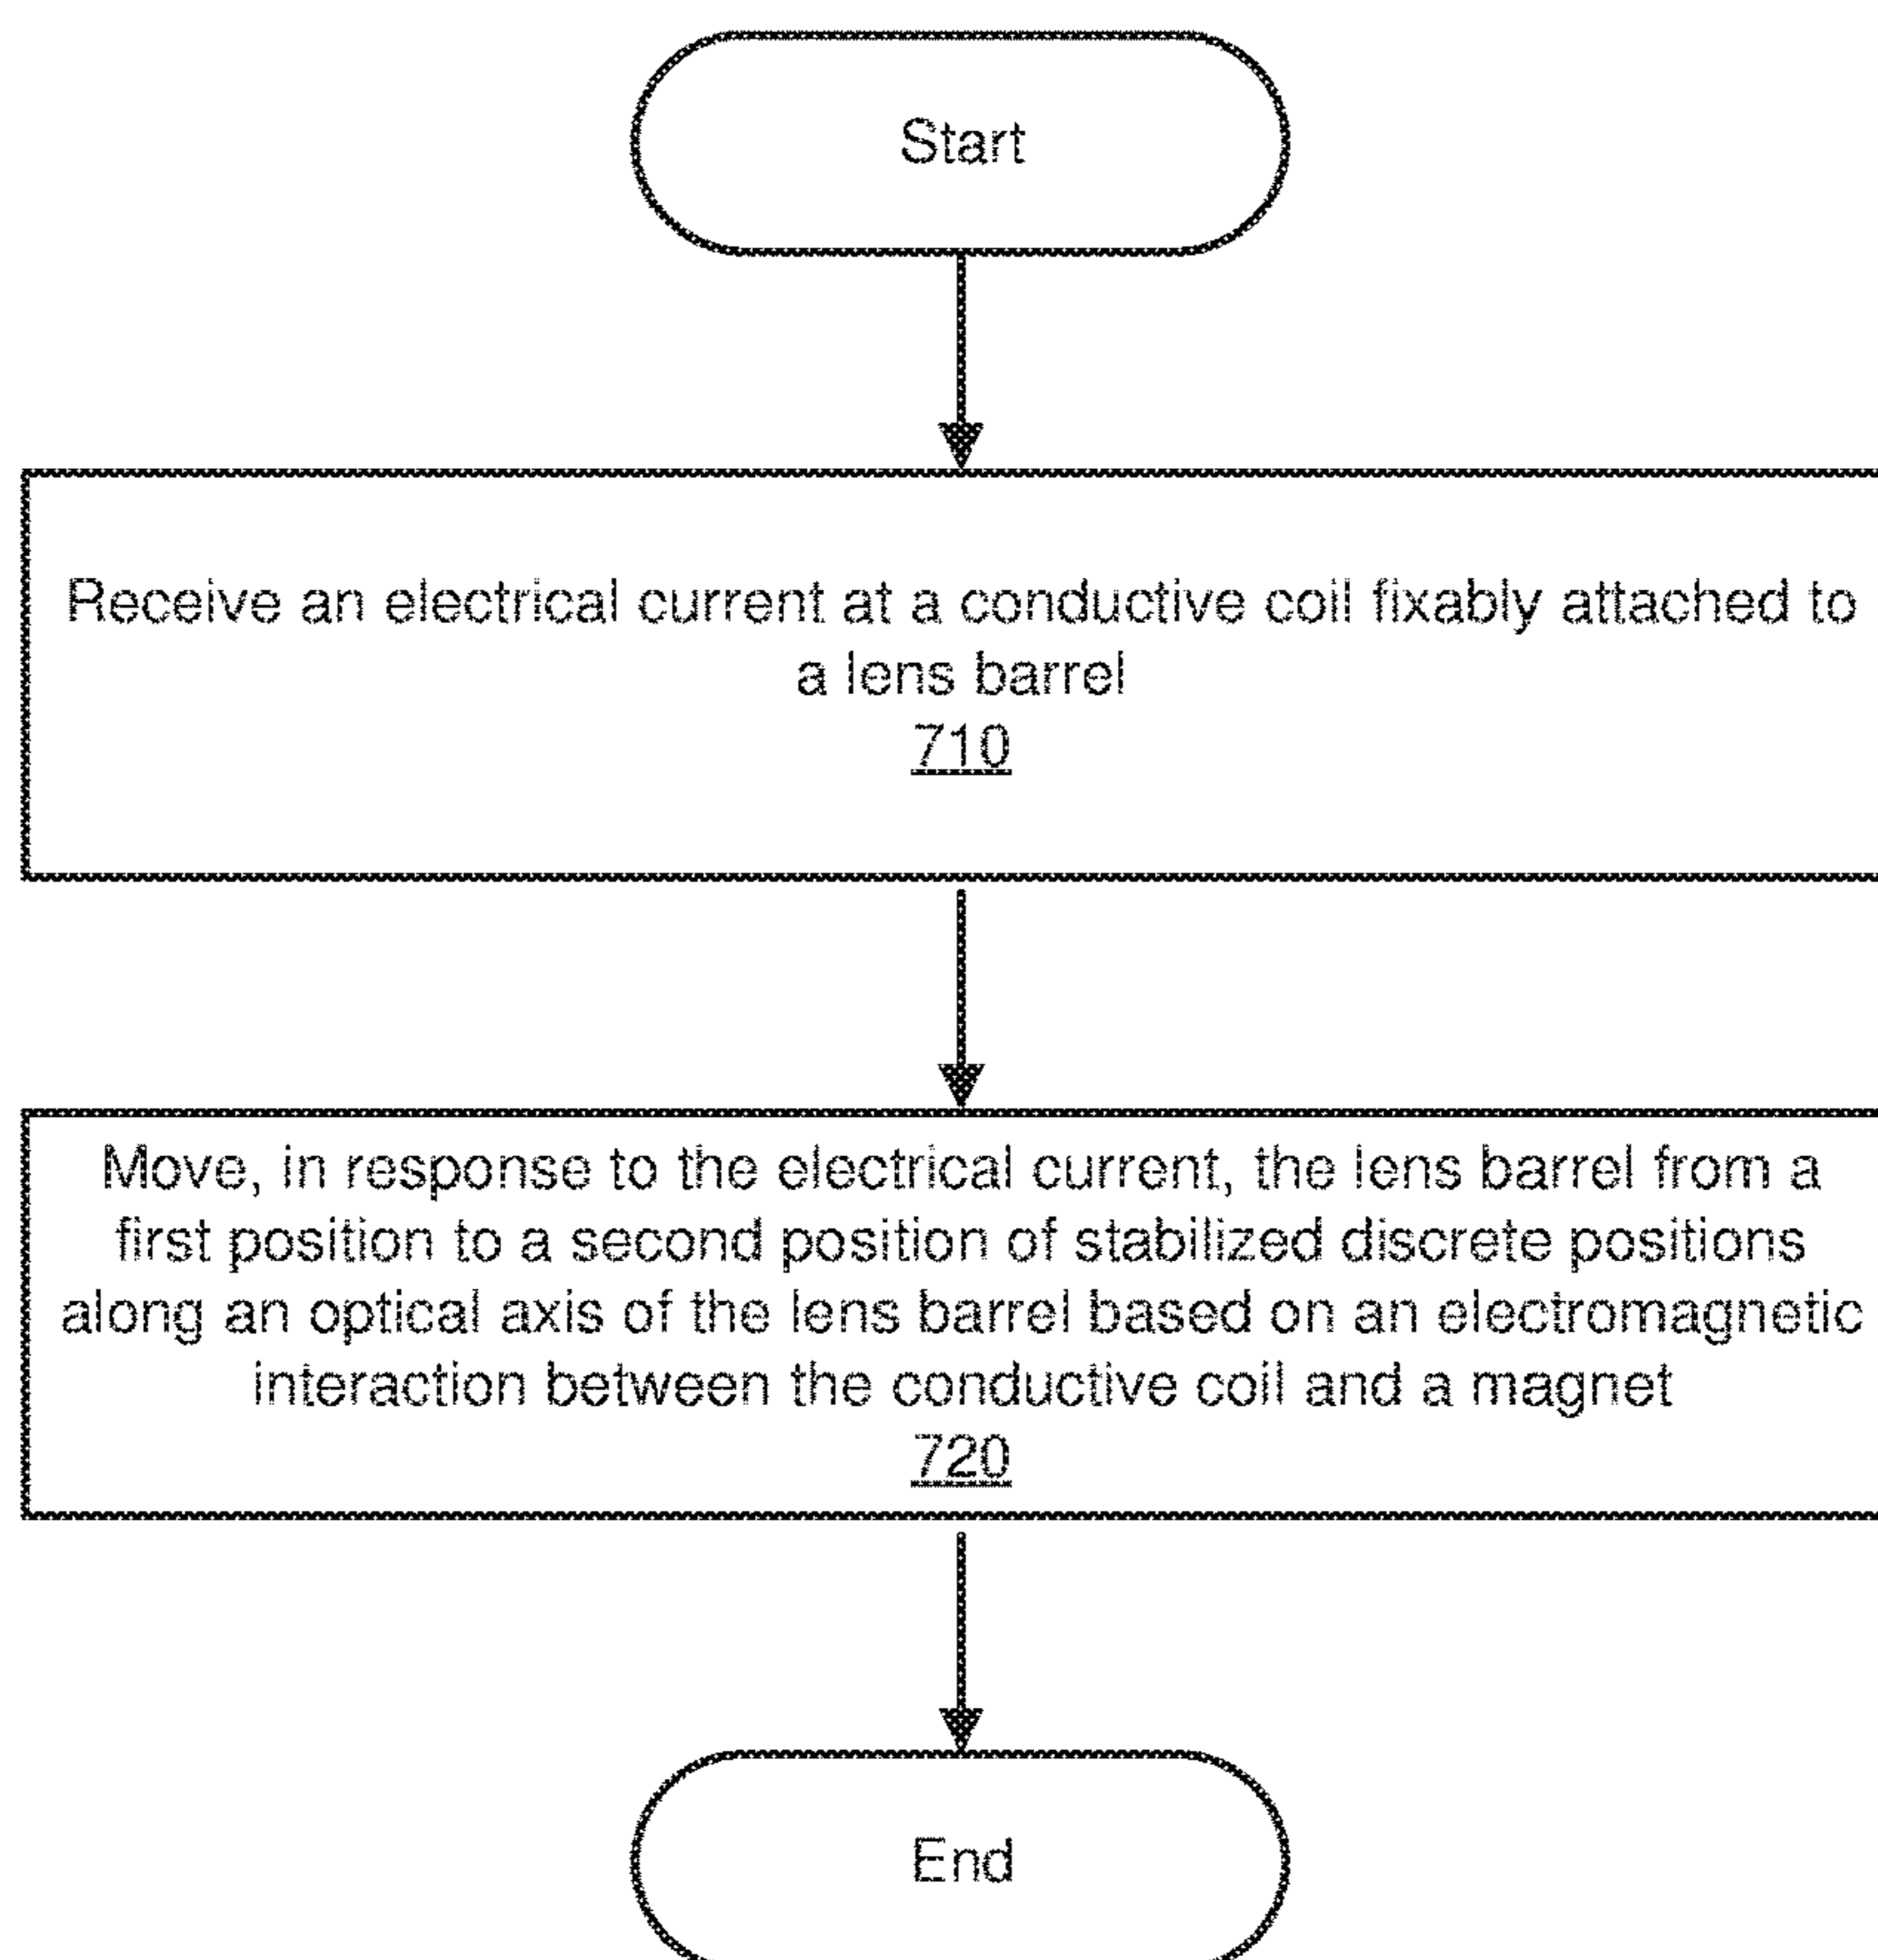 Start
Receive an electrical current at a conductive coil fixably attached to
a lens barrel
710
Move, in response to the electrical current, the lens barrel from a
first position to a second position of stabilized discrete positions
along an optical axis of the lens barrel based on an electromagnetic
interaction between the conductive coil and a magnet
720
End